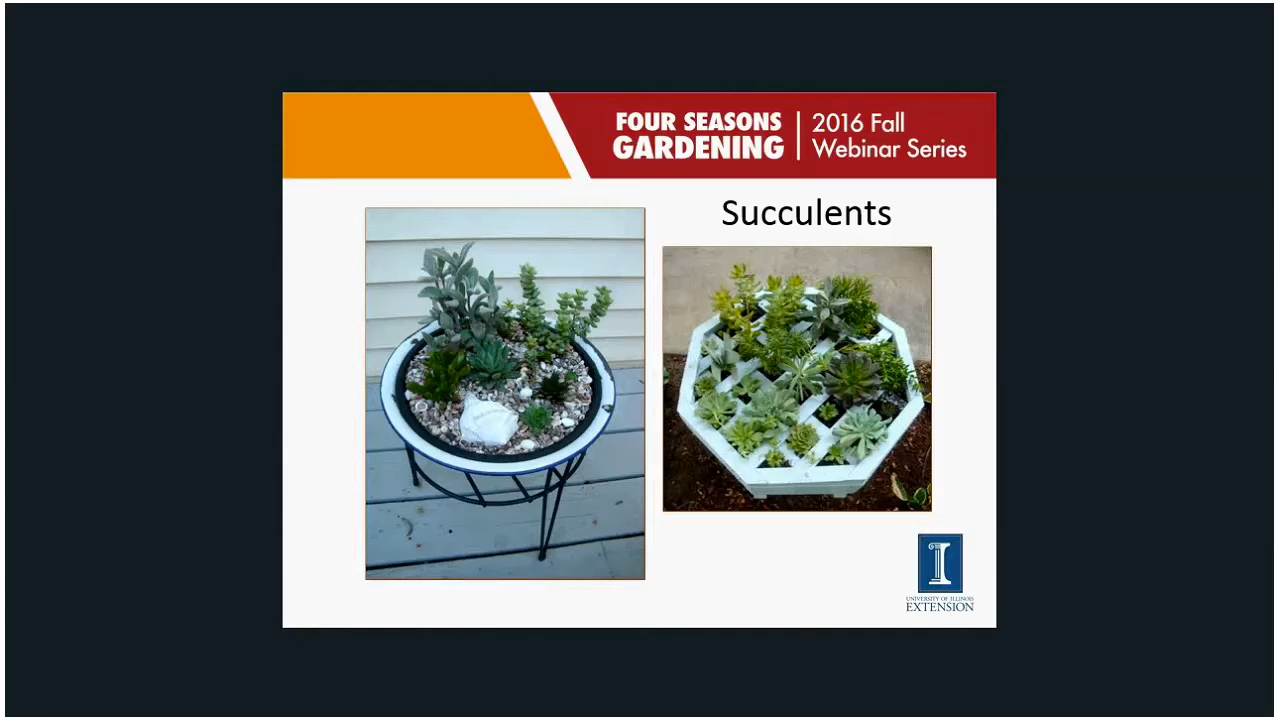 FOUR SEASONS
GARDENING
2016 Fall
Webinar Series
Succulents
UNIVERSITY OF ILLINOIS
EXTENSION